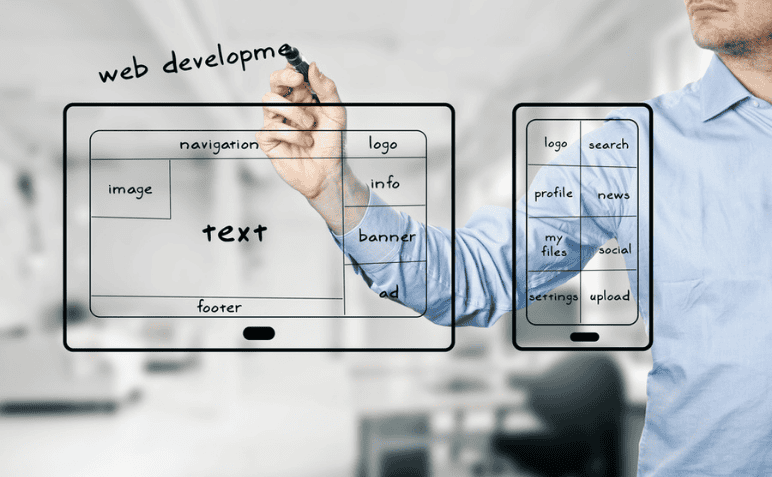 web developme
navigation
logo
image
info
text
banner
ad
footer
logo
search
profile
news
my
files
social
settings
upload